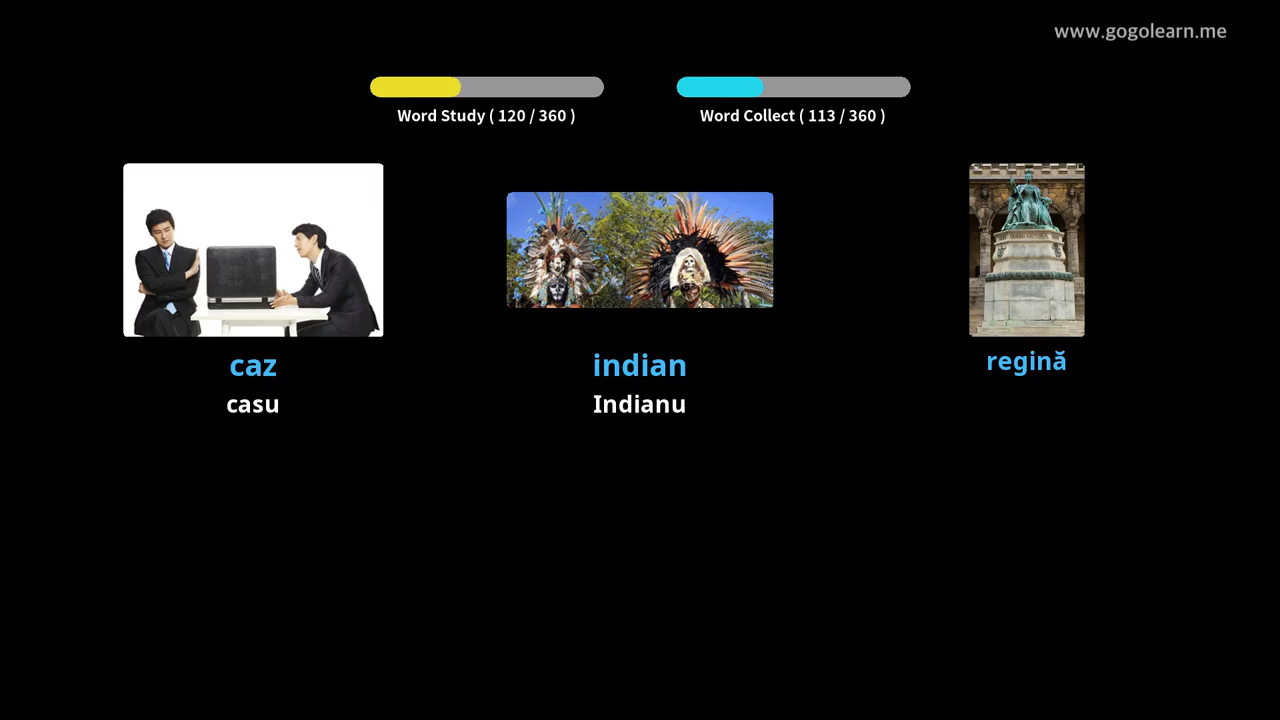 www.gogolearn.me
Word Study ( 120 / 360 )
Word Collect ( 113 / 360 )
caz
casu
indian
Indianu
regină